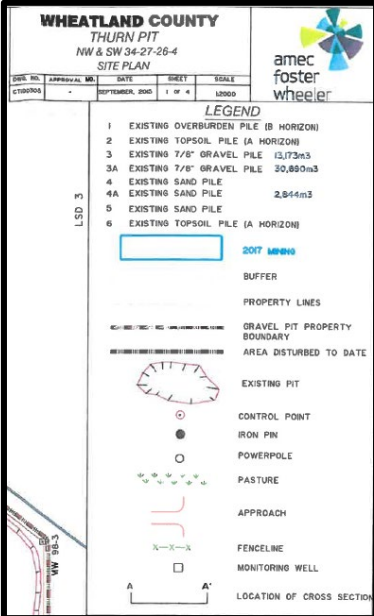 WHEATLAND COUNTY
THURN PIT
NW & SW 34-27-26-4
SITE PLAN
amec
foster
wheeler
DWG. NO. APPROVAL NO. DATE SHEET SCALE
CT100305 - SEPTEMBER, 2015 1 OF 4 1:2000
LEGEND
1 EXISTING OVERBURDEN PILE (B HORIZON)
2 EXISTING TOPSOIL PILE (A HORIZON)
3 EXISTING 7/8" GRAVEL PILE 13,173m3
3A EXISTING 7/8" GRAVEL PILE 30,890m3
4 EXISTING SAND PILE
4A EXISTING SAND PILE 2,844m3
5 EXISTING SAND PILE
6 EXISTING TOPSOIL PILE (A HORIZON)
LSD 3
2017 MINING
BUFFER
PROPERTY LINES
GRAVEL PIT PROPERTY
BOUNDARY
AREA DISTURBED TO DATE
EXISTING PIT
CONTROL POINT
IRON PIN
POWERPOLE
PASTURE
APPROACH
X-X-X FENCELINE
MONITORING WELL
MW 98-3
A A'
LOCATION OF CROSS SECTION